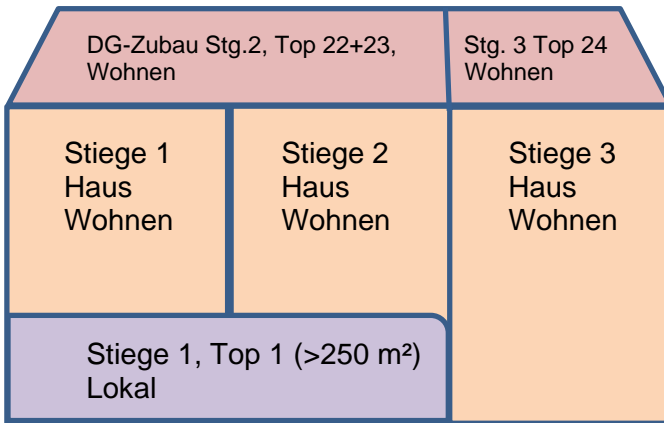 DG-Zubau Stg.2, Top 22+23,
Wohnen
Stg. 3 Top 24
Wohnen
Stiege 1
Haus
Wohnen
Stiege 2
Haus
Wohnen
Stiege 3
Haus
Wohnen
Stiege 1, Top 1 (>250 m²)
Lokal